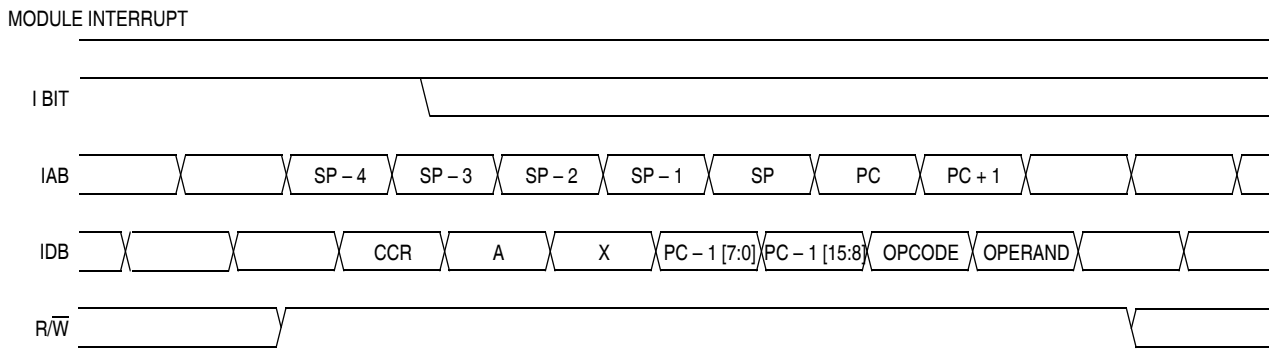 MODULE INTERRUPT
I BIT
IAB SP – 4 SP – 3 SP – 2 SP – 1 SP PC PC + 1
IDB CCR A X PC – 1 [7:0] PC – 1 [15:8] OPCODE OPERAND
R/W̅